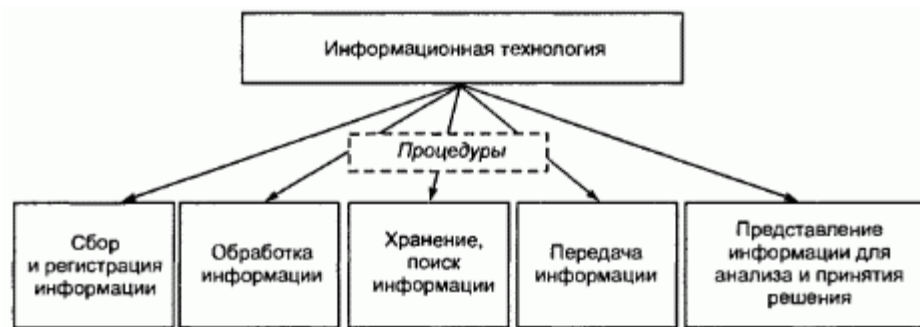 Информационная технология
Процедуры
Сбор
и регистрация
информации
Обработка
информации
Хранение,
поиск
информации
Передача
информации
Представление
информации для
анализа и принятия
решения